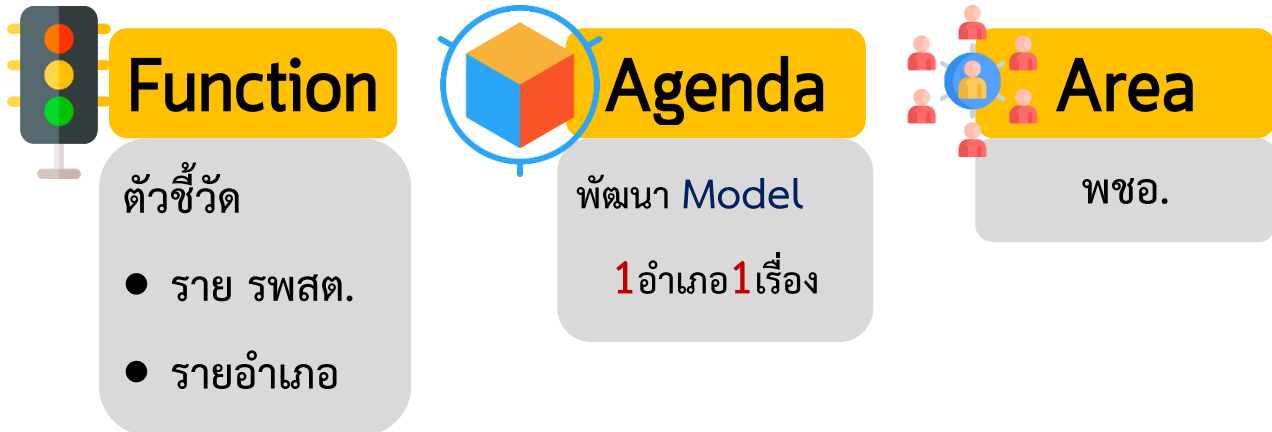 Function
ตัวชี้วัด
● ราย รพสต.
● รายอำเภอ
Agenda
พัฒนา Model
1อำเภอ1เรื่อง
Area
พชอ.